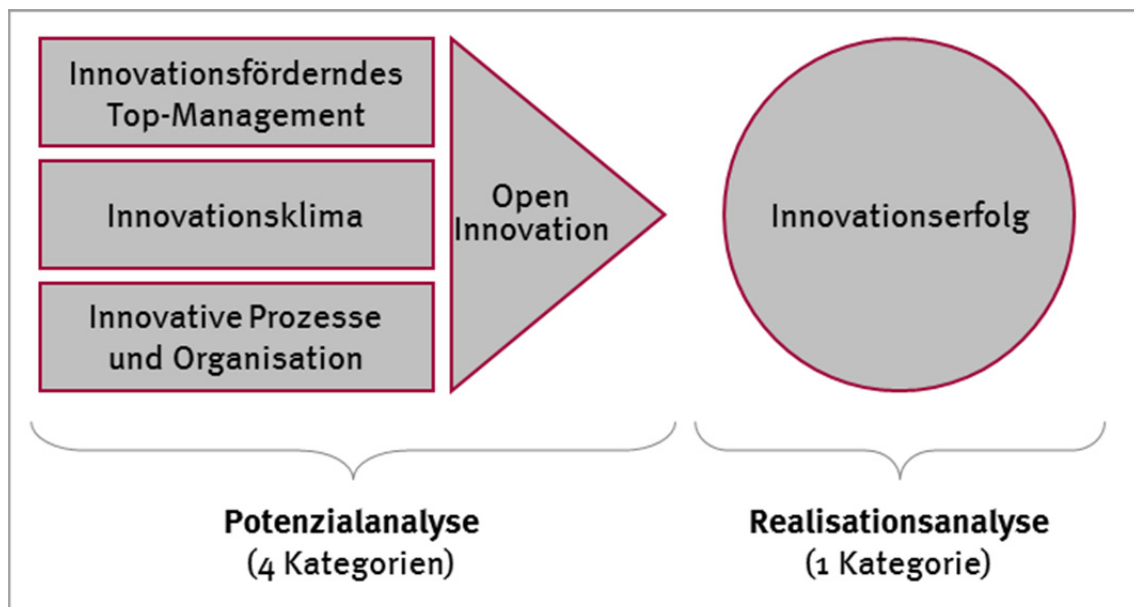 Innovationsförderndes
Top-Management
Innovationsklima
Innovative Prozesse
und Organisation
Open
Innovation
Innovationserfolg
Potenzialanalyse
(4 Kategorien)
Realisationsanalyse
(1 Kategorie)